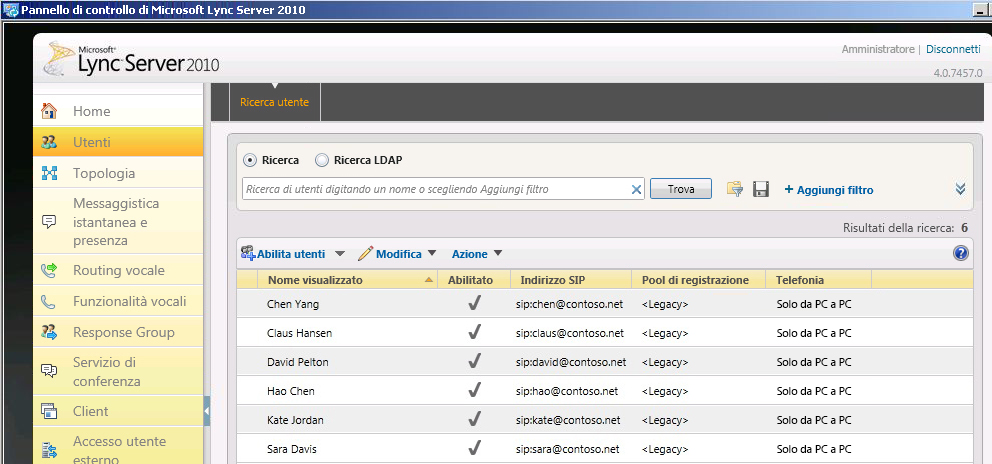 Pannello di controllo di Microsoft Lync Server 2010
Microsoft®
Lync™ Server 2010
Amministratore | Disconnetti
4.0.7457.0
Home
Utenti
Topologia
Messaggistica
istantanea e
presenza
Routing vocale
Funzionalità vocali
Response Group
Servizio di
conferenza
Client
Accesso utente
esterno
Ricerca utente
Ricerca Ricerca LDAP
Ricerca di utenti digitando un nome o scegliendo Aggiungi filtro Trova + Aggiungi filtro
Risultati della ricerca: 6
Abilita utenti Modifica Azione ?
Nome visualizzato Abilitato Indirizzo SIP Pool di registrazione Telefonia
Chen Yang sip:chen@contoso.net <Legacy> Solo da PC a PC
Claus Hansen sip:claus@contoso.net <Legacy> Solo da PC a PC
David Pelton sip:david@contoso.net <Legacy> Solo da PC a PC
Hao Chen sip:hao@contoso.net <Legacy> Solo da PC a PC
Kate Jordan sip:kate@contoso.net <Legacy> Solo da PC a PC
Sara Davis sip:sara@contoso.net <Legacy> Solo da PC a PC